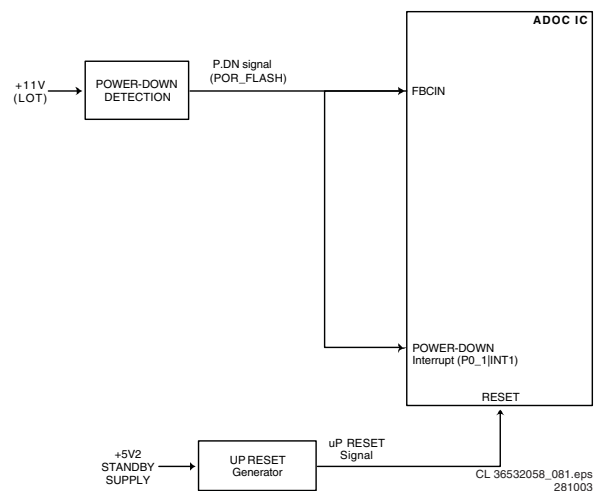 ADOC IC
P.DN signal
(POR_FLASH)
+11V
(LOT)
POWER-DOWN
DETECTION
FBCIN
POWER-DOWN
Interrupt (P0_1|INT1)
RESET
+5V2
STANDBY
SUPPLY
UP RESET
Generator
uP RESET
Signal
CL 36532058_081.eps
281003